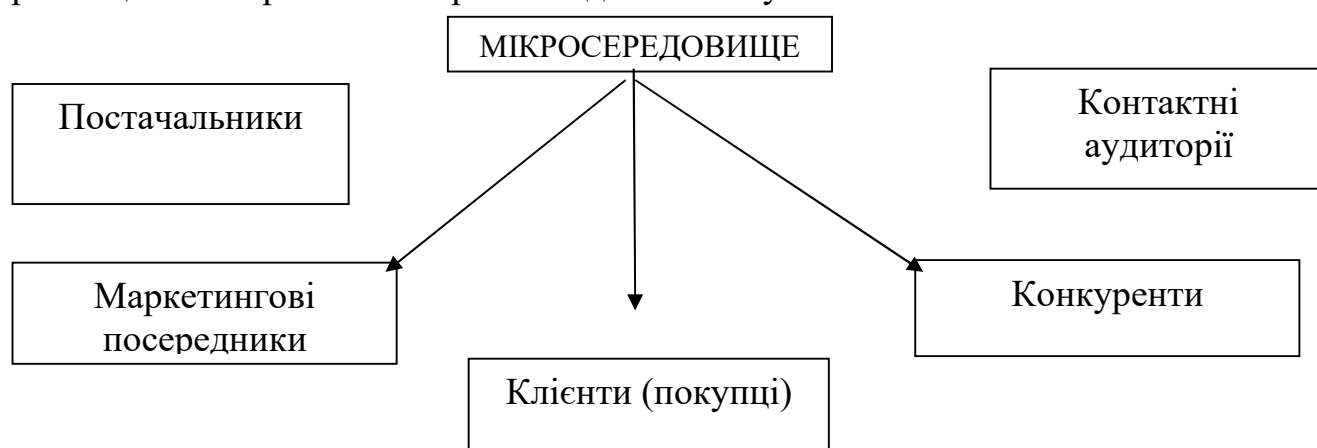 МІКРОСЕРЕДОВИЩЕ
Постачальники
Контактні
аудиторії
Маркетингові
посередники
Конкуренти
Клієнти (покупці)